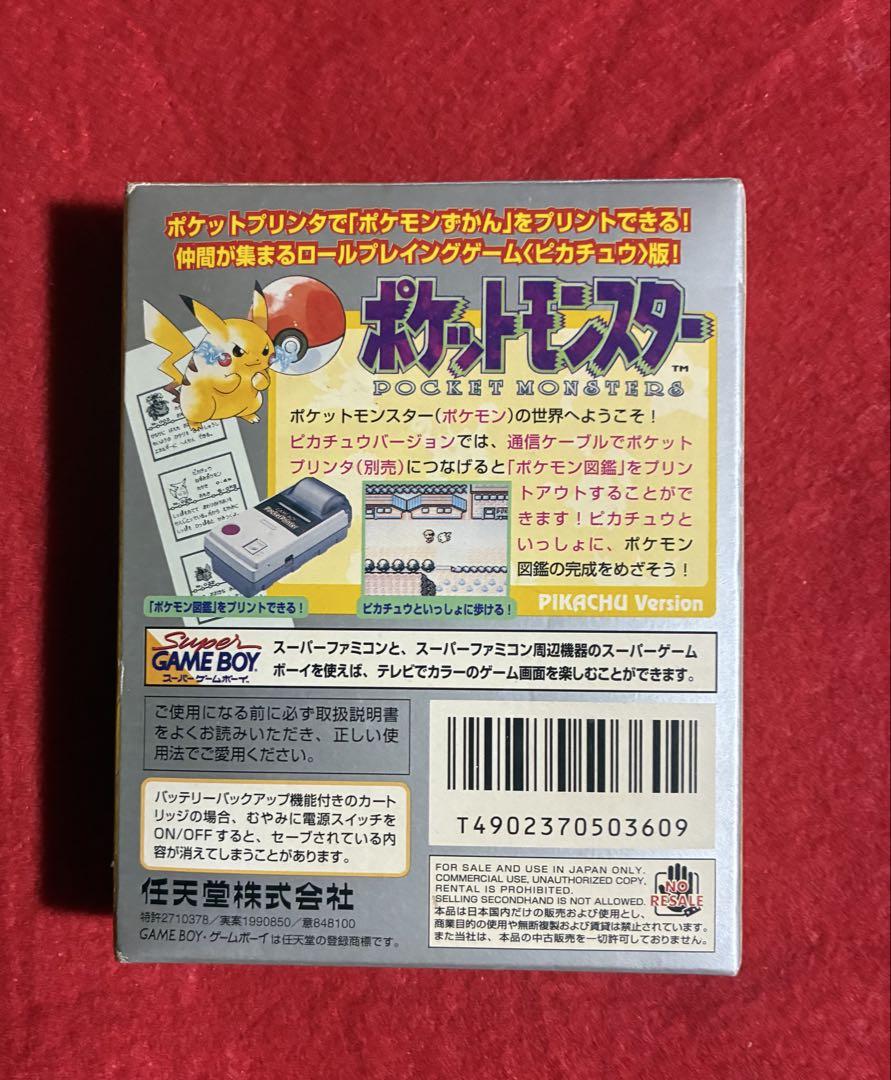 ポケットプリンタで「ポケモンずかん」をプリントできる!
仲間が集まるロールプレイングゲーム〈ピカチュウ〉版!
ポケットモンスター™
POCKET MONSTERS
ポケットモンスター(ポケモン)の世界へようこそ!
ピカチュウバージョンでは、通信ケーブルでポケット
プリンタ(別売)につなげると「ポケモン図鑑」をプリン
トアウトすることがで
きます!ピカチュウと
いっしょに、ポケモン
図鑑の完成をめざそう!
「ポケモン図鑑」をプリントできる!
ピカチュウといっしょに歩ける!
PIKACHU Version
Super
GAME BOY
スーパーゲームボーイ
スーパーファミコンと、スーパーファミコン周辺機器のスーパーゲーム
ボーイを使えば、テレビでカラーのゲーム画面を楽しむことができます。
ご使用になる前に必ず取扱説明書
をよくお読みいただき、正しい使
用法でご愛用ください。
バッテリーバックアップ機能付きのカート
リッジの場合、むやみに電源スイッチを
ON/OFFすると、セーブされている内
容が消えてしまうことがあります。
任天堂株式会社
特許2710378/実案1990850/意848100
GAME BOY・ゲームボーイは任天堂の登録商標です。
T4902370503609
FOR SALE AND USE IN JAPAN ONLY.
COMMERCIAL USE, UNAUTHORIZED COPY,
RENTAL IS PROHIBITED.
SELLING SECONDHAND IS NOT ALLOWED.
本品は日本国内だけの販売および使用とし、
商業目的の使用や無断複製および賃貸は禁止されています。
また当社は、本品の中古販売を一切許可しておりません。
NO
RESALE